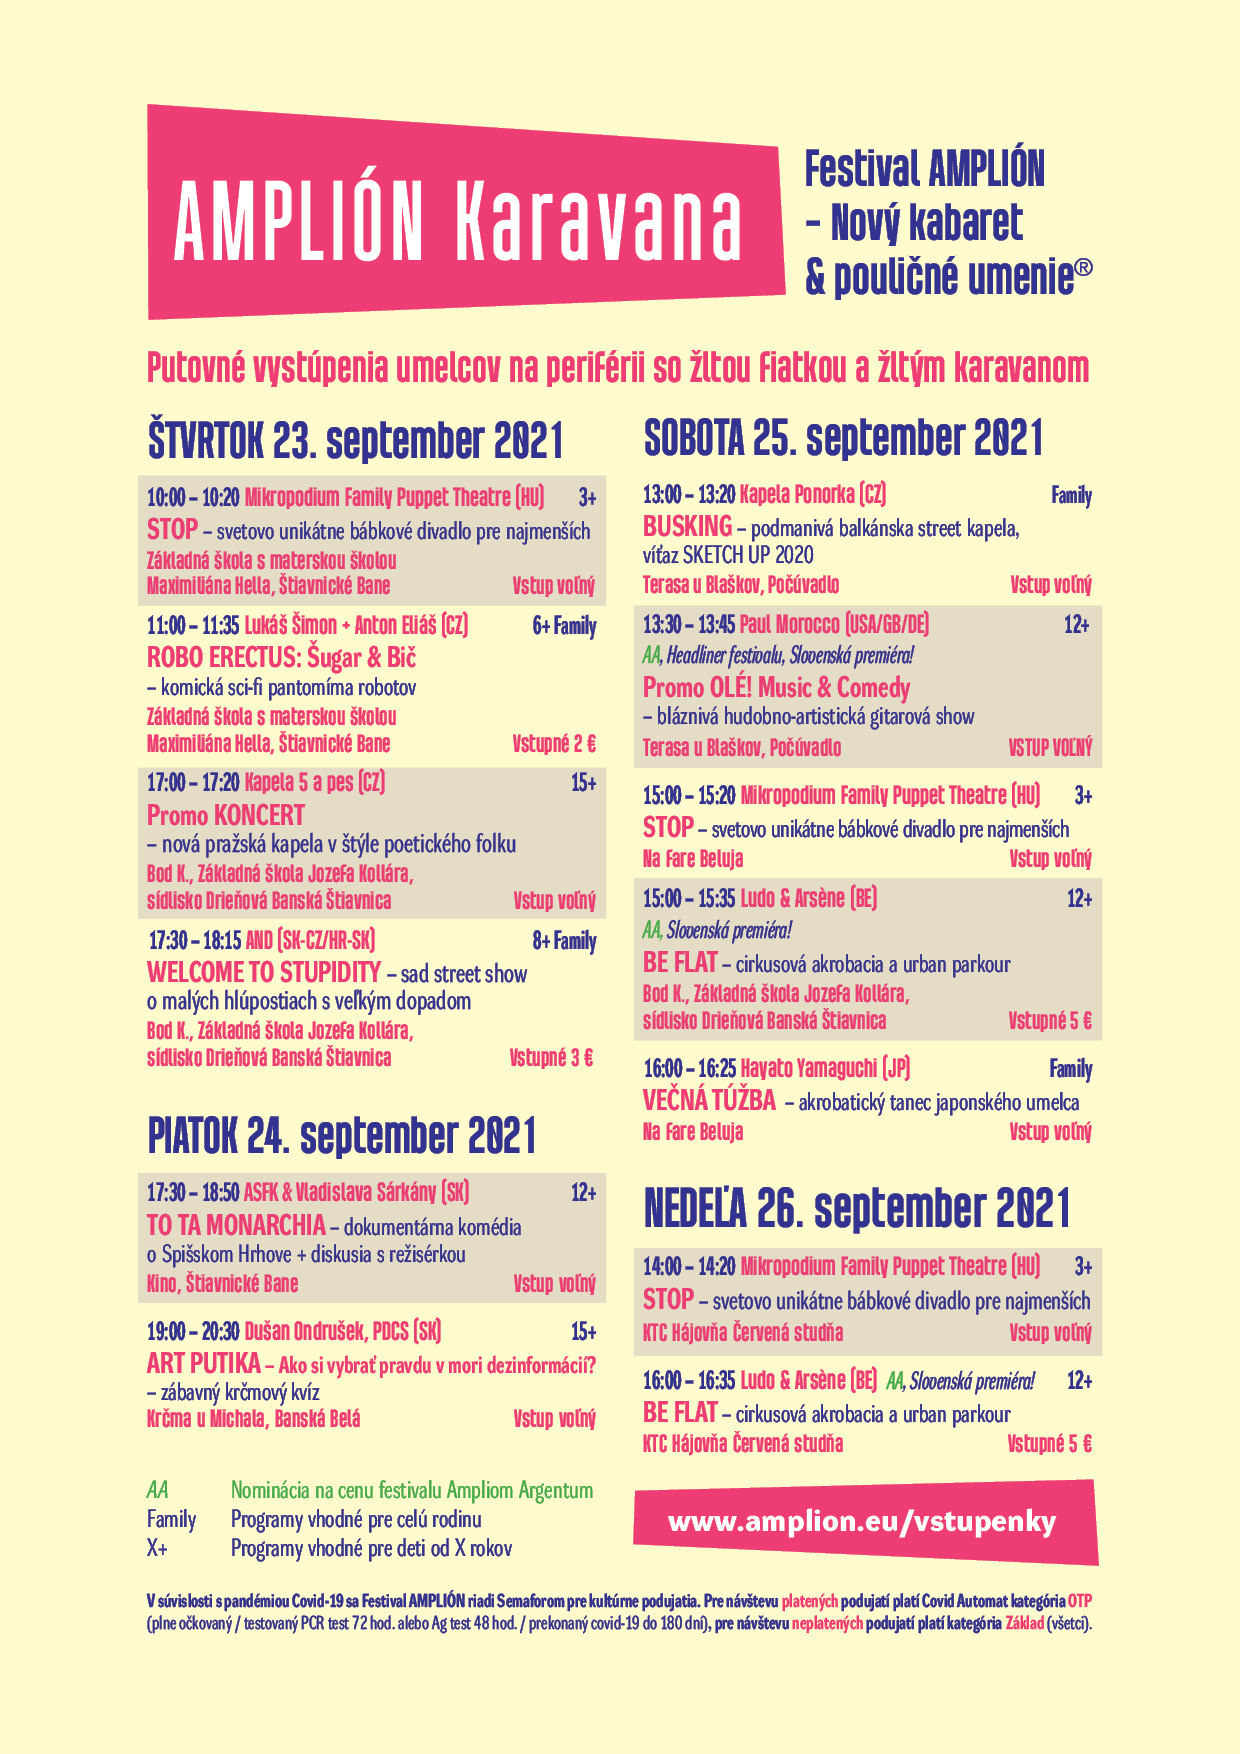 AMPLIÓN Karavana
Festival AMPLIÓN
– Nový kabaret
& pouličné umenie®
Putovné vystúpenia umelcov na periférii so žltou fiatkou a žltým karavanom
ŠTVRTOK 23. september 2021
10:00 – 10:20 Mikropodium Family Puppet Theatre (HU) 3+
STOP – svetovo unikátne bábkové divadlo pre najmenších
Základná škola s materskou školou
Maximiliána Hella, Štiavnické Bane Vstup voľný
11:00 – 11:35 Lukáš Šimon + Anton Eliáš (CZ) 6+ Family
ROBO ERECTUS: Šugar & Bič
– komická sci-fi pantomíma robotov
Základná škola s materskou školou
Maximiliána Hella, Štiavnické Bane Vstupné 2 €
17:00 – 17:20 Kapela 5 a pes (CZ) 15+
Promo KONCERT
– nová pražská kapela v štýle poetického folku
Bod K., Základná škola Jozefa Kollára,
sídlisko Drieňová Banská Štiavnica Vstup voľný
17:30 – 18:15 AND (SK-CZ/HR-SK) 8+ Family
WELCOME TO STUPIDITY – sad street show
o malých hlúpostiach s veľkým dopadom
Bod K., Základná škola Jozefa Kollára,
sídlisko Drieňová Banská Štiavnica Vstupné 3 €
PIATOK 24. september 2021
17:30 – 18:50 ASFK & Vladislava Sárkány (SK) 12+
TO TA MONARCHIA – dokumentárna komédia
o Spišskom Hrhove + diskusia s režisérkou
Kino, Štiavnické Bane Vstup voľný
19:00 – 20:30 Dušan Ondrušek, PDCS (SK) 15+
ART PUTIKA – Ako si vybrať pravdu v mori dezinformácií?
– zábavný krčmový kvíz
Krčma u Michala, Banská Belá Vstup voľný
AA Nominácia na cenu festivalu Ampliom Argentum
Family Programy vhodné pre celú rodinu
X+ Programy vhodné pre deti od X rokov
SOBOTA 25. september 2021
13:00 – 13:20 Kapela Ponorka (CZ) Family
BUSKING – podmanivá balkánska street kapela,
víťaz SKETCH UP 2020
Terasa u Blaškov, Počúvadlo Vstup voľný
13:30 – 13:45 Paul Morocco (USA/GB/DE) 12+
AA, Headliner festivalu, Slovenská premiéra!
Promo OLÉ! Music & Comedy
– bláznivá hudobno-artistická gitarová show
Terasa u Blaškov, Počúvadlo VSTUP VOĽNÝ
15:00 – 15:20 Mikropodium Family Puppet Theatre (HU) 3+
STOP – svetovo unikátne bábkové divadlo pre najmenších
Na fare Beluja Vstup voľný
15:00 – 15:35 Ludo & Arsène (BE) 12+
AA, Slovenská premiéra!
BE FLAT – cirkusová akrobacia a urban parkour
Bod K., Základná škola Jozefa Kollára,
sídlisko Drieňová Banská Štiavnica Vstupné 5 €
16:00 – 16:25 Hayato Yamaguchi (JP) Family
VEČNÁ TÚŽBA – akrobatický tanec japonského umelca
Na fare Beluja Vstup voľný
NEDEĽA 26. september 2021
14:00 – 14:20 Mikropodium Family Puppet Theatre (HU) 3+
STOP – svetovo unikátne bábkové divadlo pre najmenších
KTC Hájovňa Červená studňa Vstup voľný
16:00 – 16:35 Ludo & Arsène (BE) AA, Slovenská premiéra! 12+
BE FLAT – cirkusová akrobacia a urban parkour
KTC Hájovňa Červená studňa Vstupné 5 €
www.amplion.eu/vstupenky
V súvislosti s pandémiou Covid-19 sa Festival AMPLIÓN riadi Semaforom pre kultúrne podujatia. Pre návštevu platených podujatí platí Covid Automat kategória OTP
(plne očkovaný / testovaný PCR test 72 hod. alebo Ag test 48 hod. / prekonaný covid-19 do 180 dní), pre návštevu neplatených podujatí platí kategória Základ (všetci).